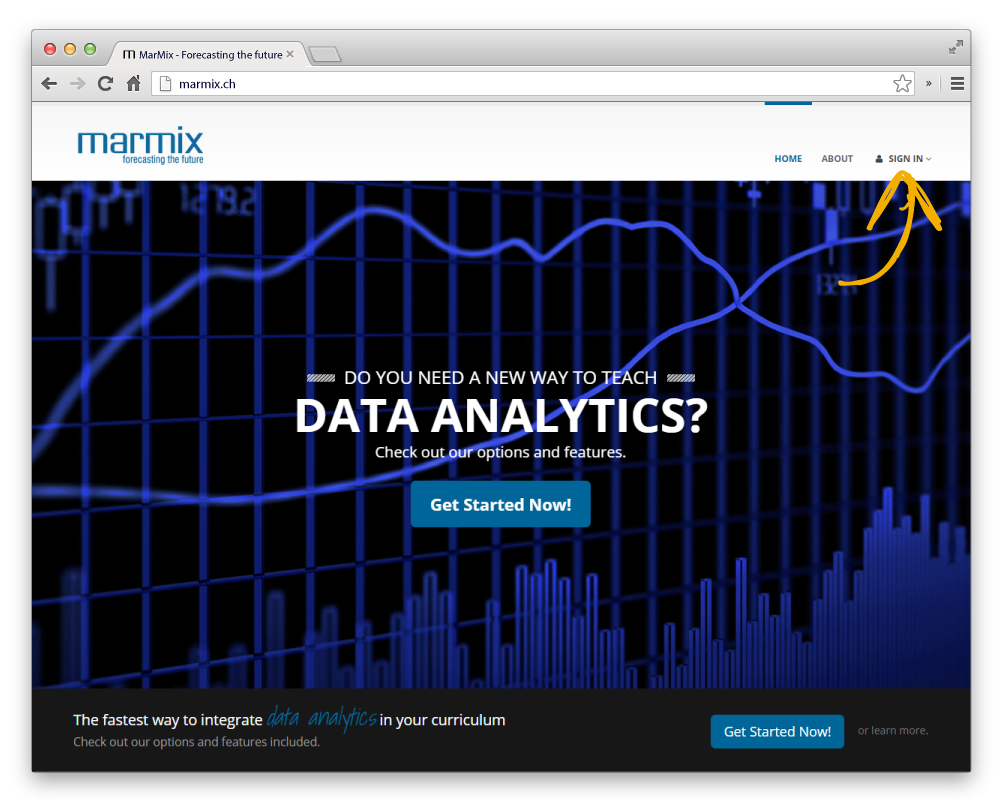 MarMix - Forecasting the future
marmix.ch
marmix
forecasting the future
HOME ABOUT SIGN IN
DO YOU NEED A NEW WAY TO TEACH
DATA ANALYTICS?
Check out our options and features.
Get Started Now!
The fastest way to integrate data analytics in your curriculum
Check out our options and features included.
Get Started Now! or learn more.